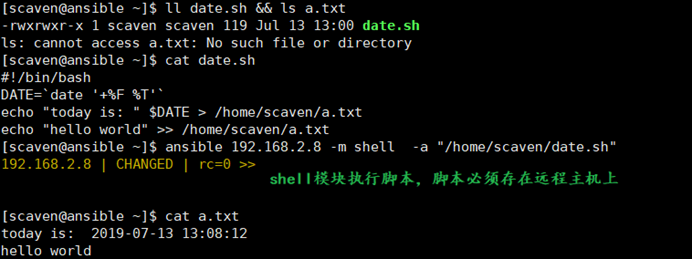 [scaven@ansible ~]$ ll date.sh && ls a.txt
-rwxrwxr-x 1 scaven scaven 119 Jul 13 13:00 date.sh
ls: cannot access a.txt: No such file or directory
[scaven@ansible ~]$ cat date.sh
#!/bin/bash
DATE=`date '+%F %T'`
echo "today is: " $DATE > /home/scaven/a.txt
echo "hello world" >> /home/scaven/a.txt
[scaven@ansible ~]$ ansible 192.168.2.8 -m shell  -a "/home/scaven/date.sh"
192.168.2.8 | CHANGED | rc=0 >>
shell模块执行脚本，脚本必须存在远程主机上
[scaven@ansible ~]$ cat a.txt
today is:  2019-07-13 13:08:12
hello world